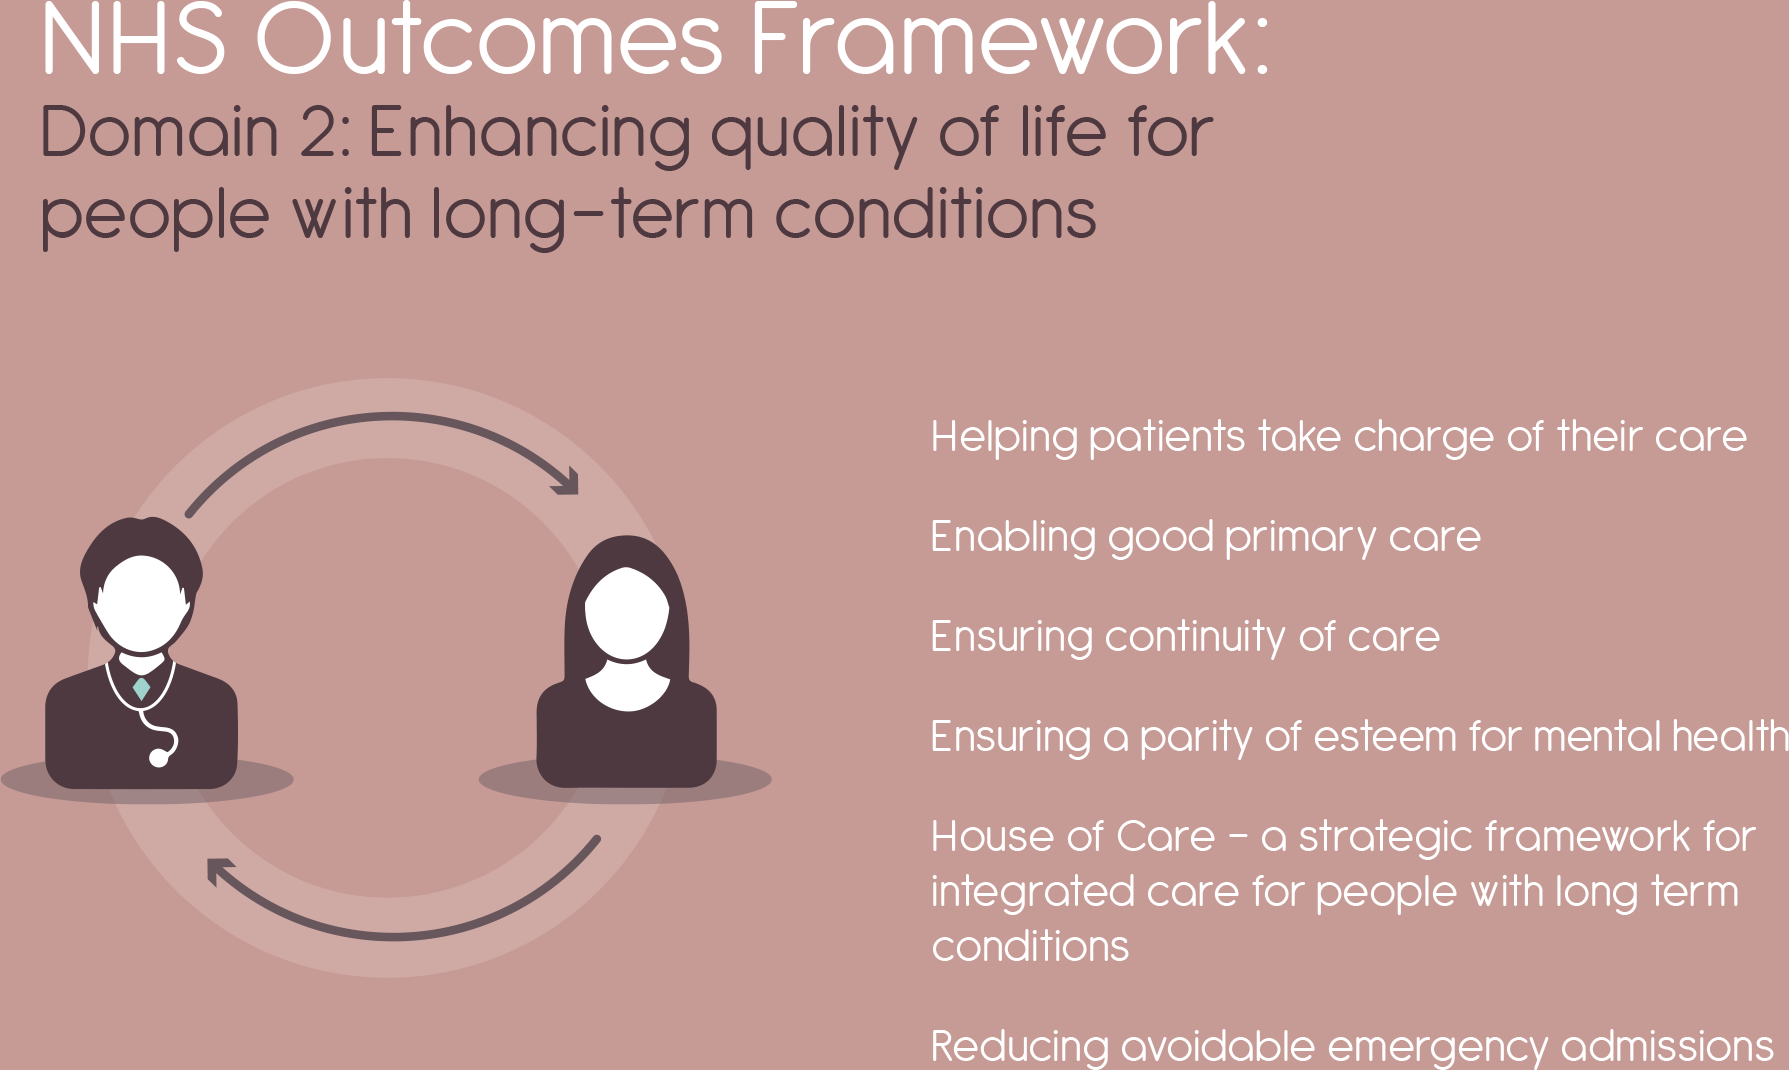 NHS Outcomes Framework:
Domain 2: Enhancing quality of life for
people with long-term conditions
Helping patients take charge of their care
Enabling good primary care
Ensuring continuity of care
Ensuring a parity of esteem for mental health
House of Care - a strategic framework for
integrated care for people with long term
conditions
Reducing avoidable emergency admissions